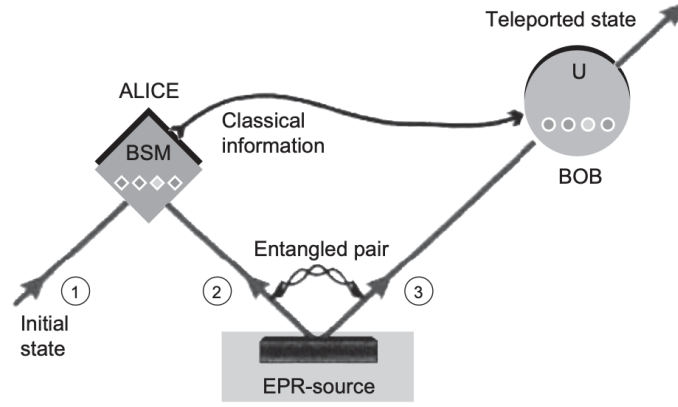 Teleported state
U
ALICE
Classical
information
BSM
BOB
Entangled pair
1
2
3
Initial
state
EPR-source